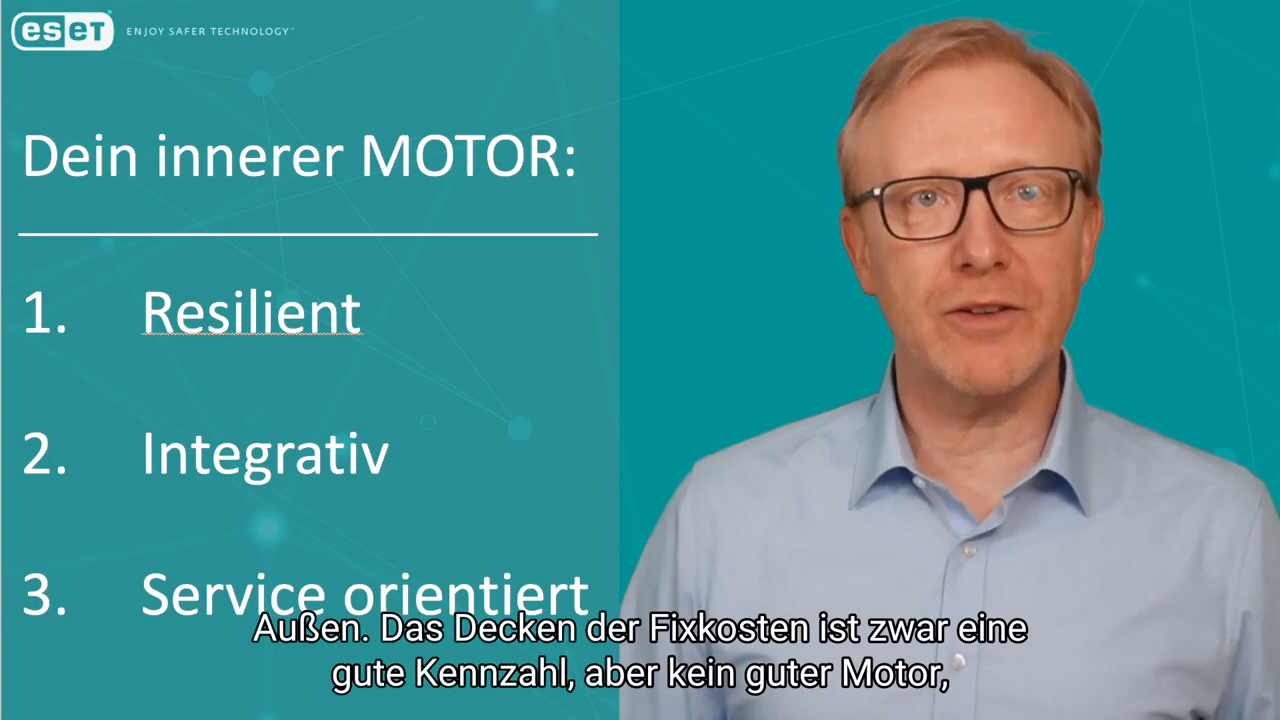 eset®
ENJOY SAFER TECHNOLOGY™
Dein innerer MOTOR:
1. Resilient
2. Integrativ
3. Service orientiert
Außen. Das Decken der Fixkosten ist zwar eine
gute Kennzahl, aber kein guter Motor,